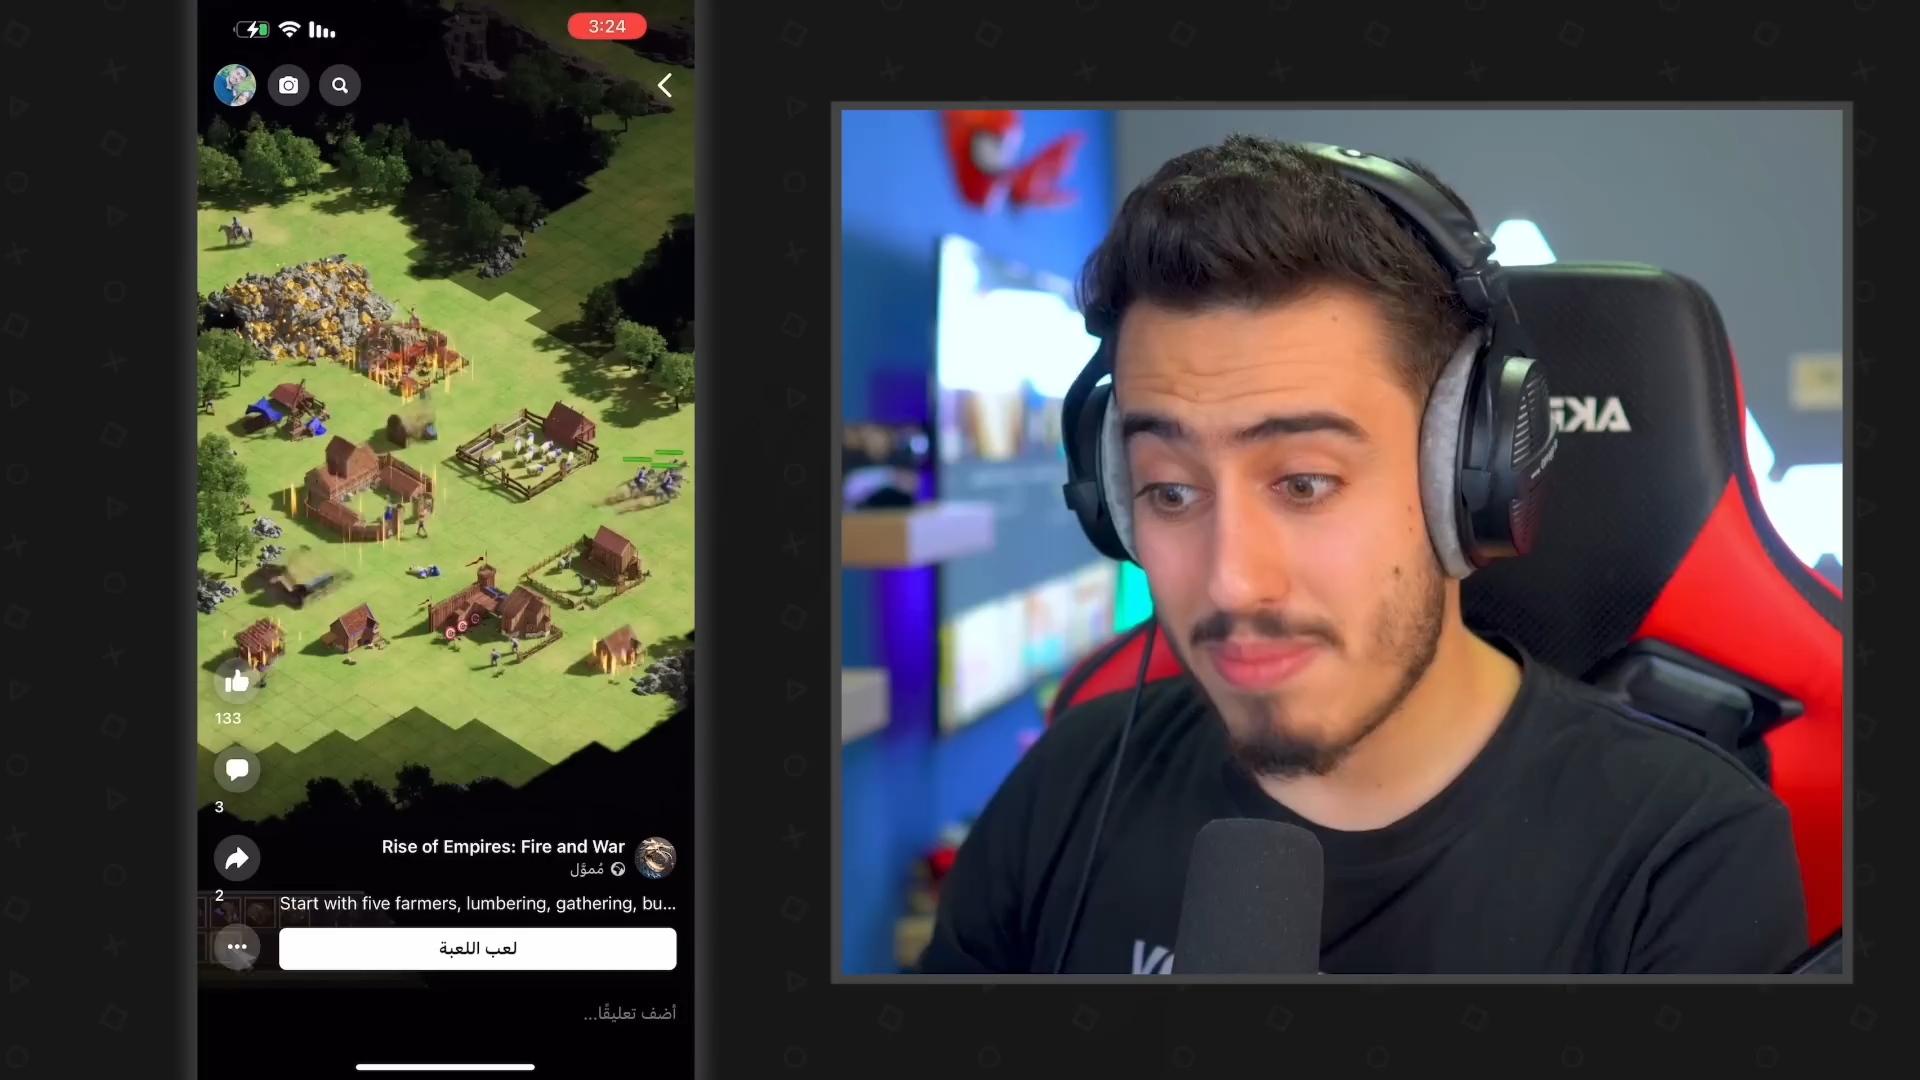 3:24
133
3
2
Rise of Empires: Fire and War
مُموَّل
Start with five farmers, lumbering, gathering, bu...
لعب اللعبة
أضف تعليقًا...